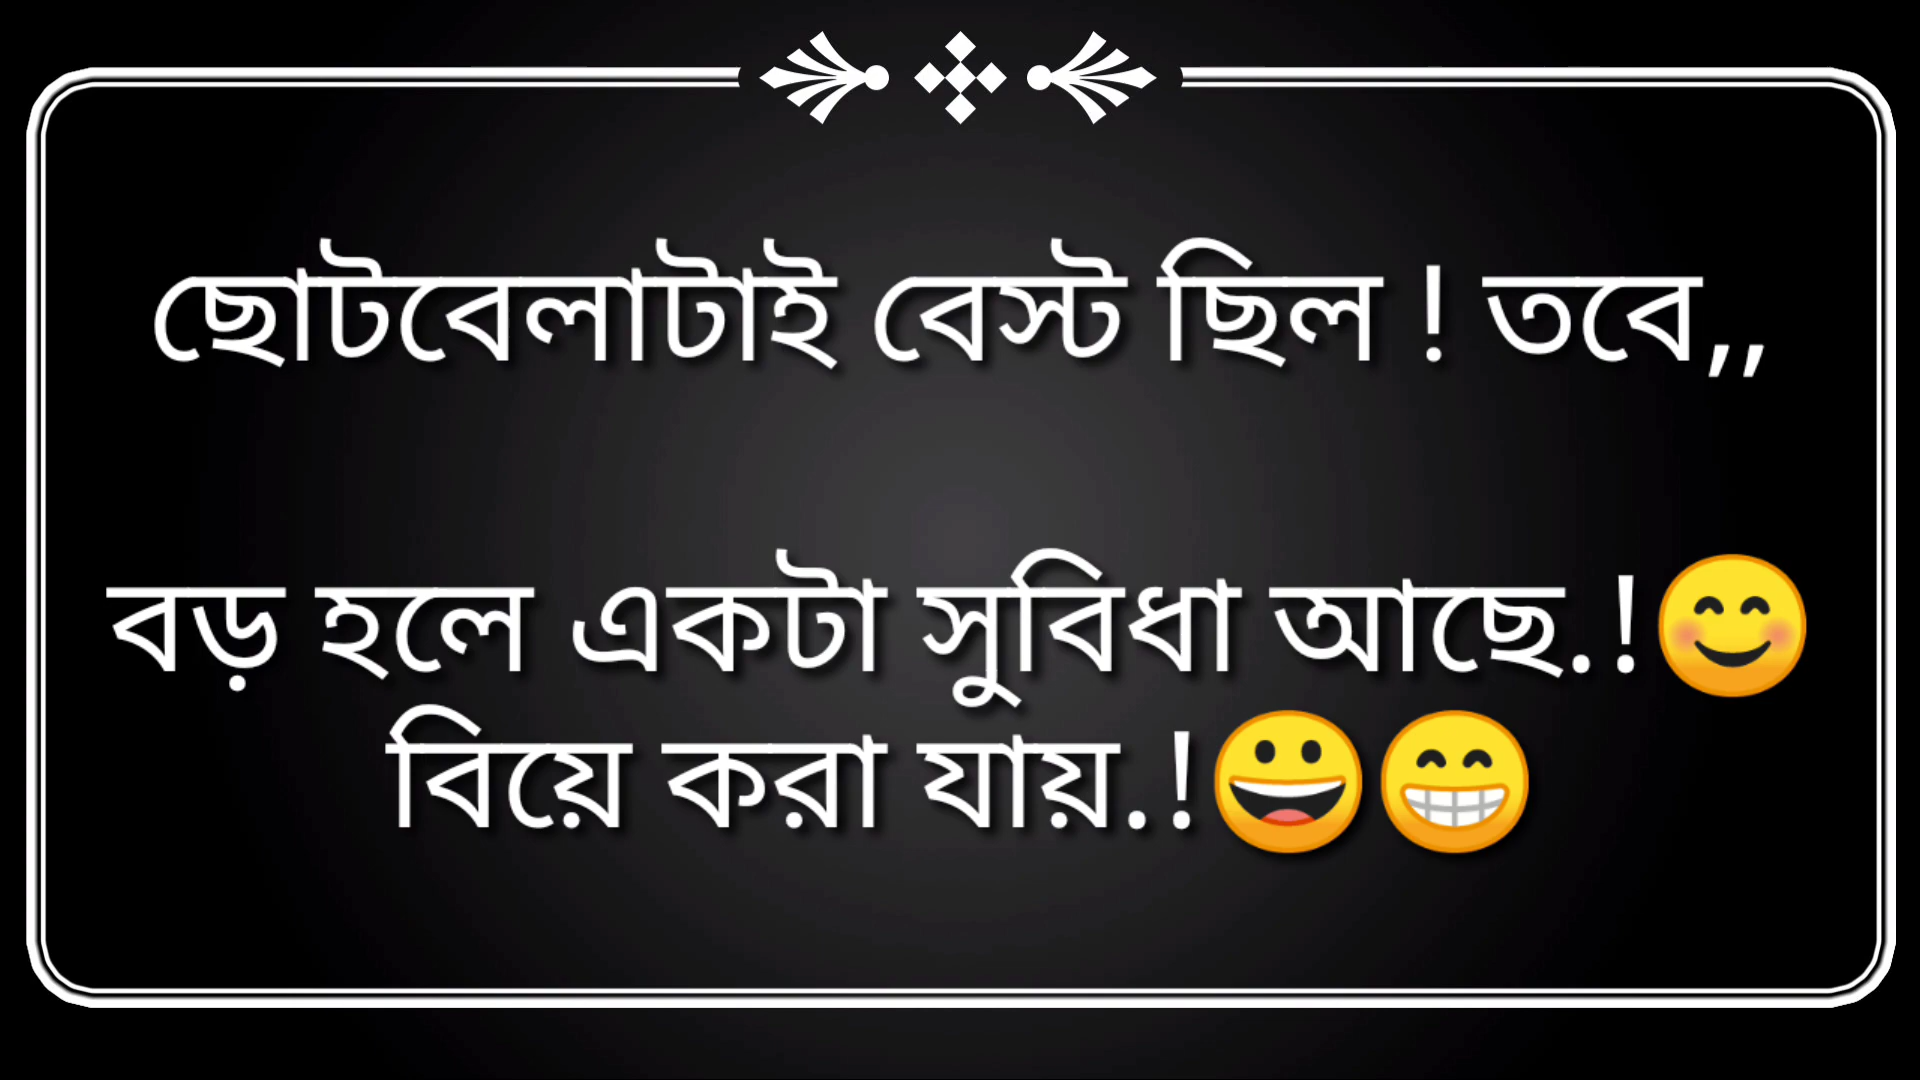 ছোটবেলাটাই বেস্ট ছিল ! তবে,,
বড় হলে একটা সুবিধা আছে.!😊
বিয়ে করা যায়.!😀😁